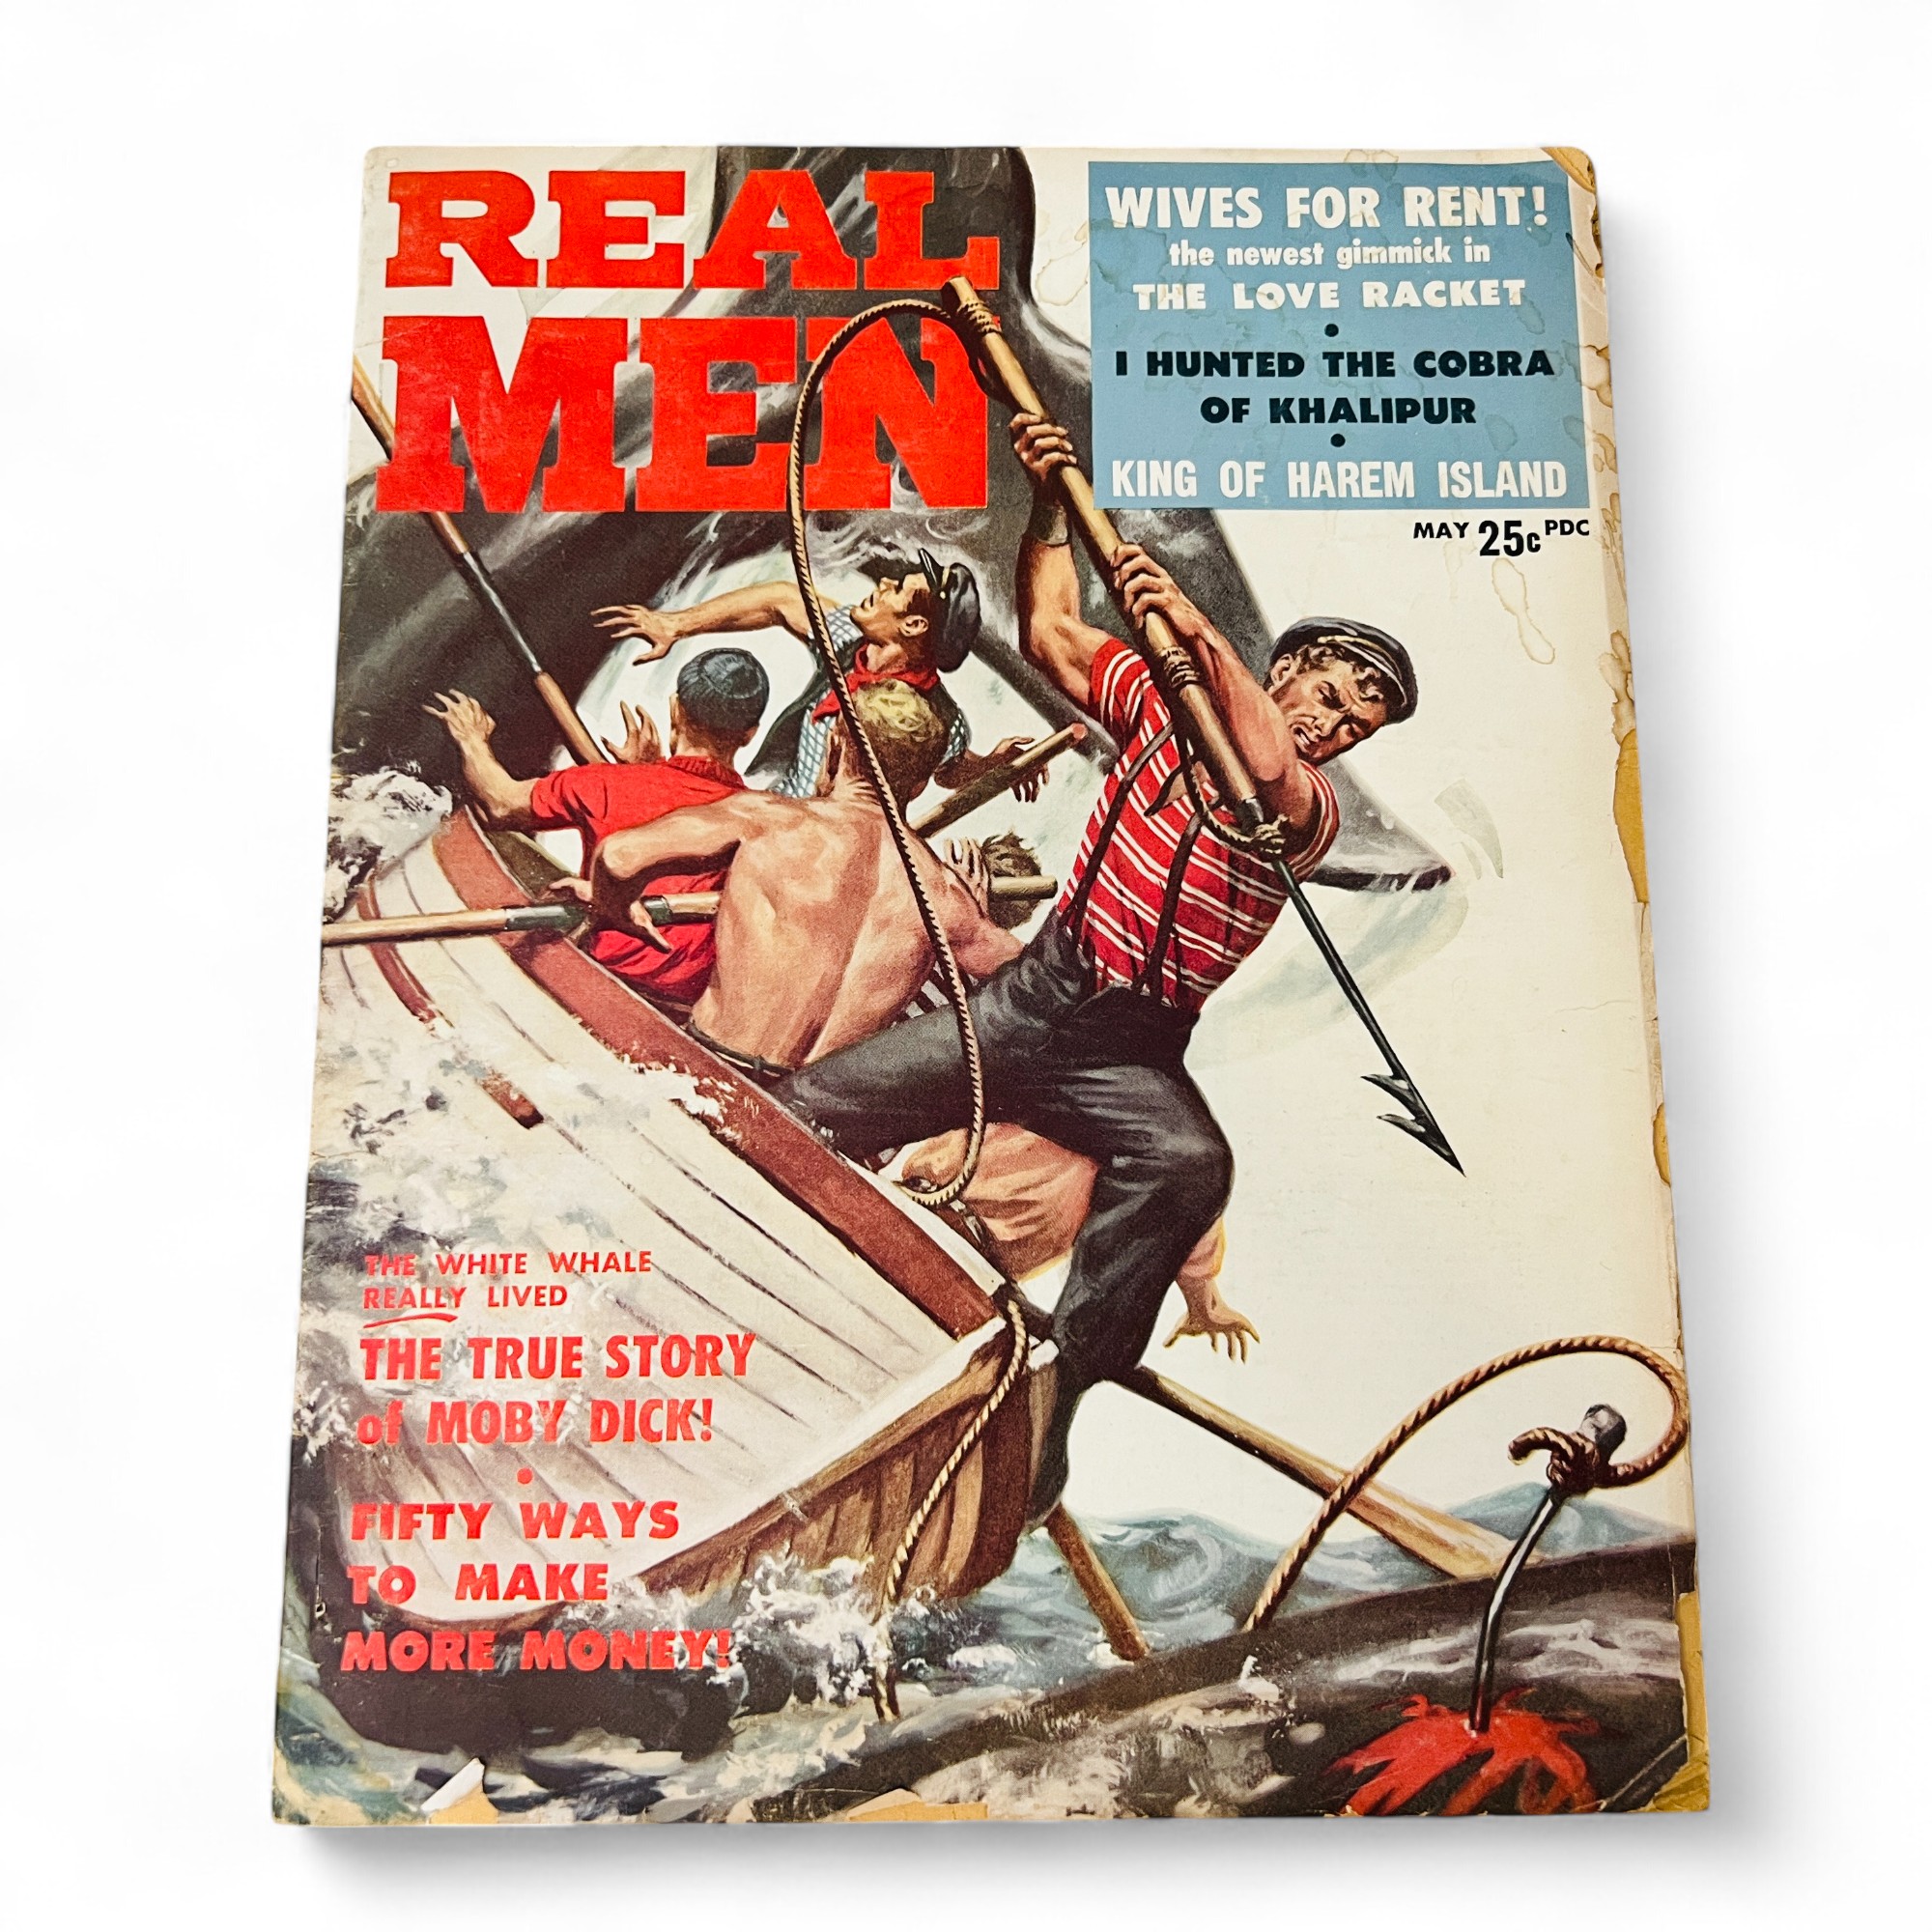 REAL
MEN
WIVES FOR RENT!
the newest gimmick in
THE LOVE RACKET
•
I HUNTED THE COBRA
OF KHALIPUR
•
KING OF HAREM ISLAND
MAY 25c PDC
THE WHITE WHALE
REALLY LIVED
THE TRUE STORY
of MOBY DICK!
•
FIFTY WAYS
TO MAKE
MORE MONEY!